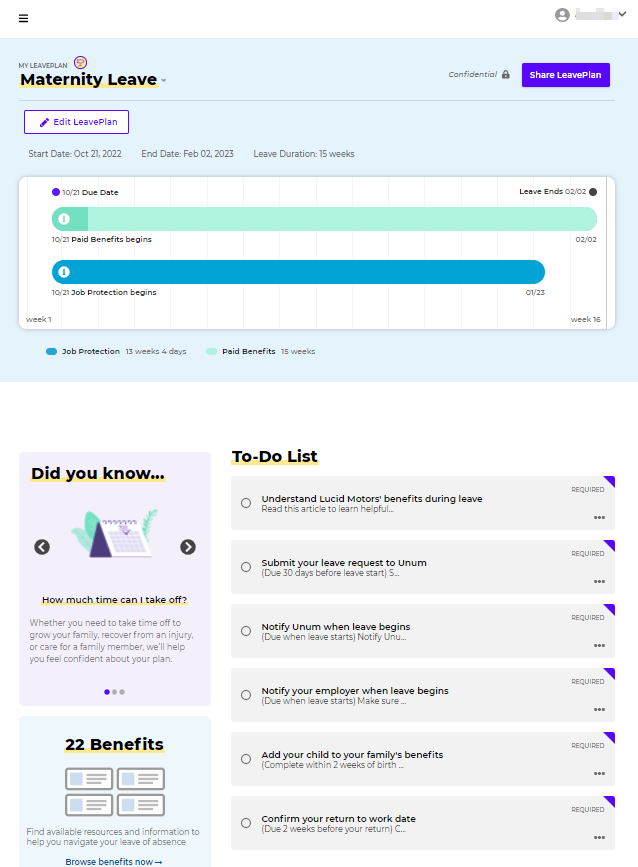 MY LEAVEPLAN
Maternity Leave
Confidential
Share LeavePlan
Edit LeavePlan
Start Date: Oct 21, 2022 End Date: Feb 02, 2023 Leave Duration: 15 weeks
10/21 Due Date
Leave Ends 02/02
10/21 Paid Benefits begins
02/02
10/21 Job Protection begins
01/23
week 1
week 16
Job Protection 13 weeks 4 days Paid Benefits 15 weeks
Did you know...
How much time can I take off?
Whether you need to take time off to
grow your family, recover from an injury,
or care for a family member, we'll help
you feel confident about your plan.
22 Benefits
Find available resources and information to
help you navigate your leave of absence
Browse benefits now→
To-Do List
REQUIRED
Understand Lucid Motors' benefits during leave
Read this article to learn helpful...
REQUIRED
Submit your leave request to Unum
(Due 30 days before leave start) S...
REQUIRED
Notify Unum when leave begins
(Due when leave starts) Notify Unu...
REQUIRED
Notify your employer when leave begins
(Due when leave starts) Make sure ...
REQUIRED
Add your child to your family's benefits
(Complete within 2 weeks of birth ...
REQUIRED
Confirm your return to work date
(Due 2 weeks before your return) C...